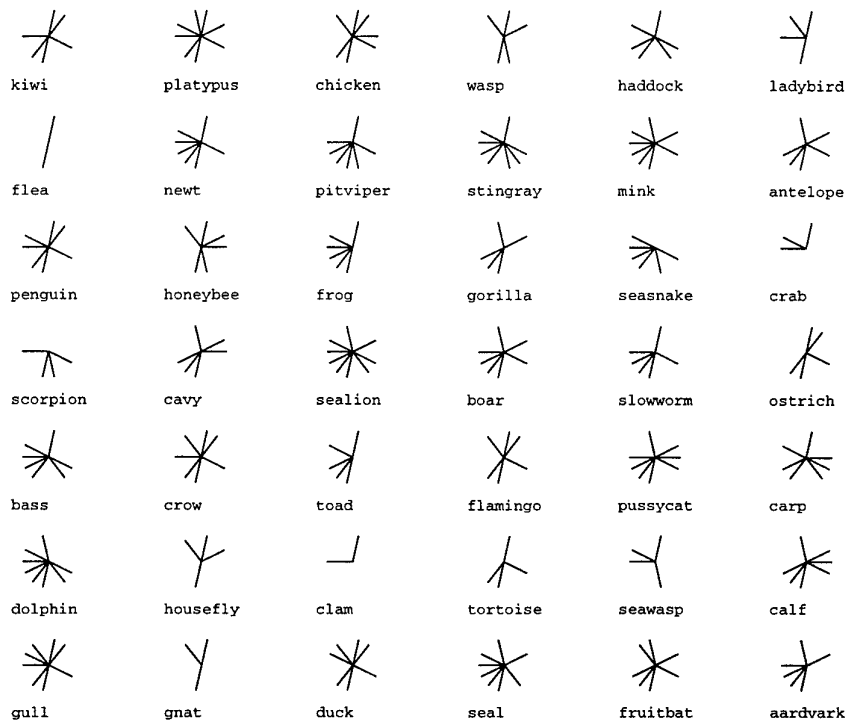 kiwi platypus chicken wasp haddock ladybird
flea newt pitviper stingray mink antelope
penguin honeybee frog gorilla seasnake crab
scorpion cavy sealion boar slowworm ostrich
bass crow toad flamingo pussycat carp
dolphin housefly clam tortoise seawasp calf
gull gnat duck seal fruitbat aardvark